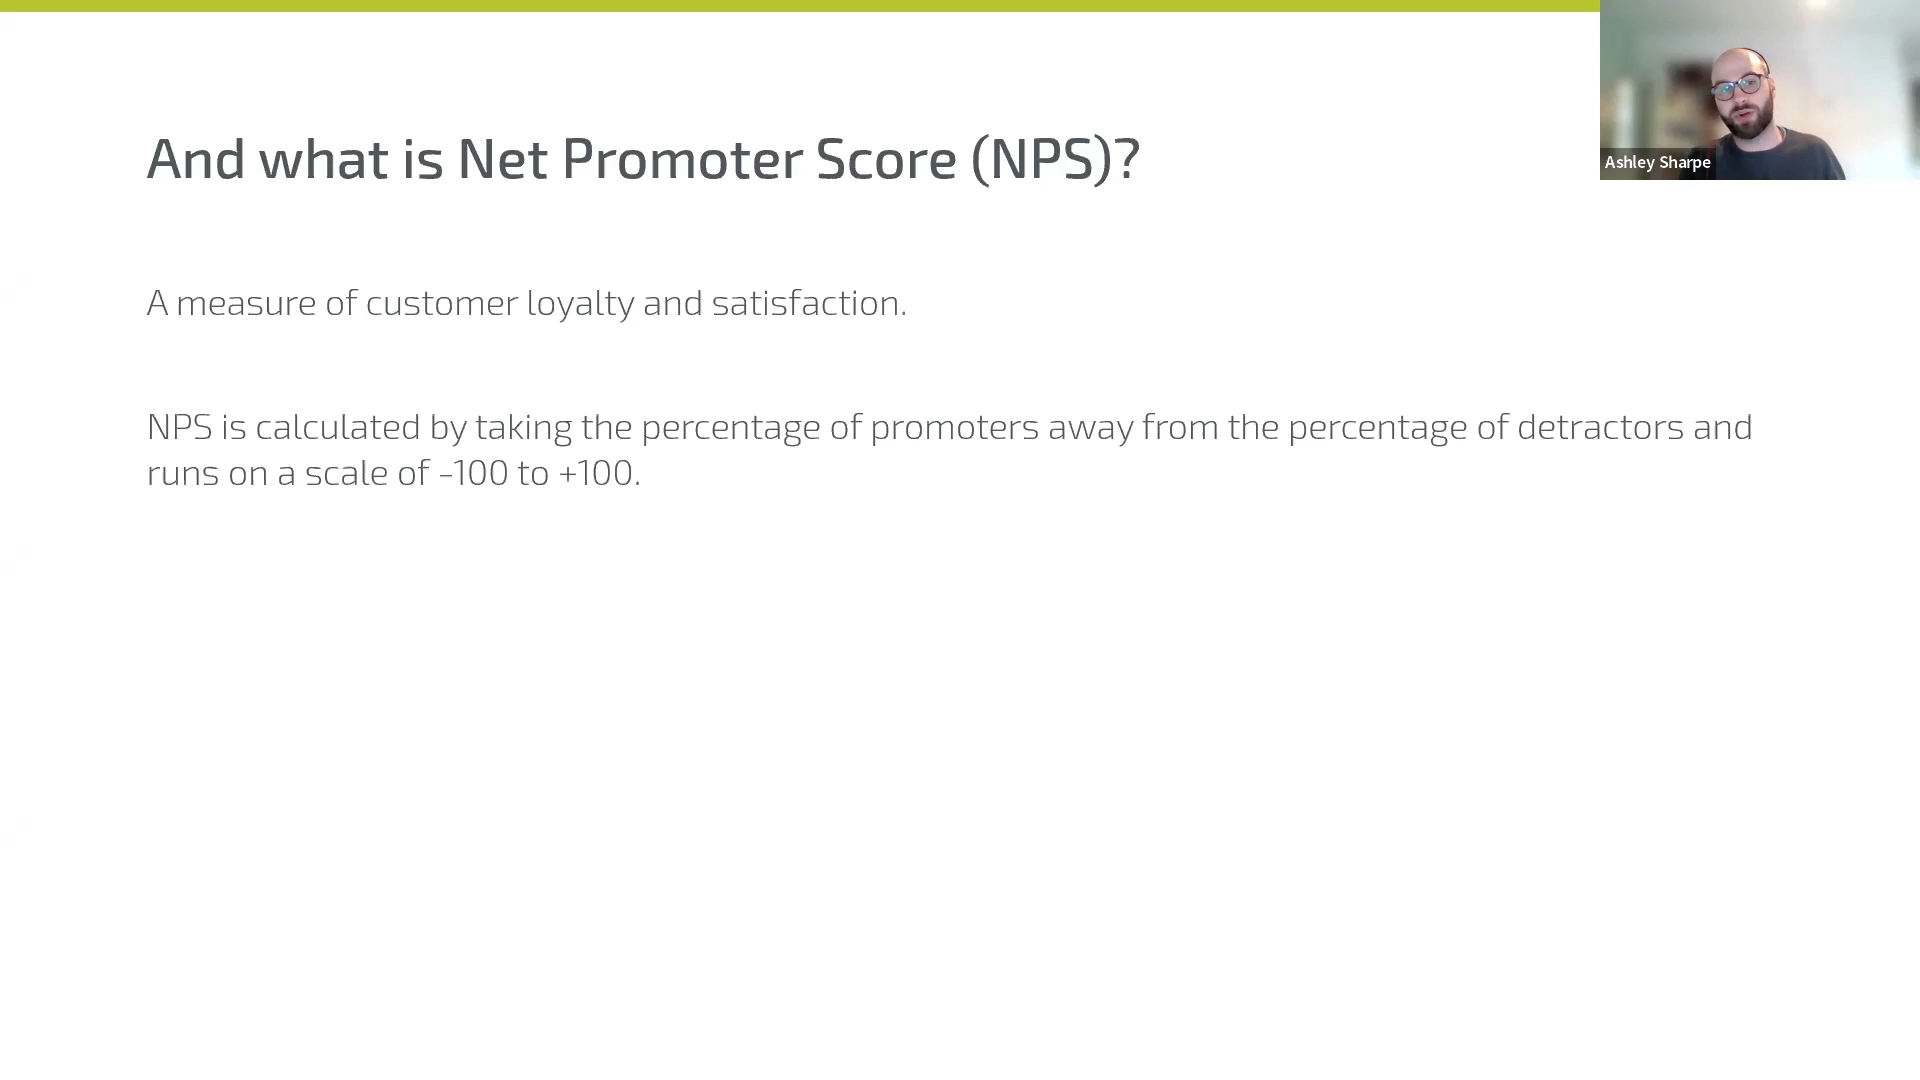 And what is Net Promoter Score (NPS)?
Ashley Sharpe
A measure of customer loyalty and satisfaction.
NPS is calculated by taking the percentage of promoters away from the percentage of detractors and
runs on a scale of -100 to +100.